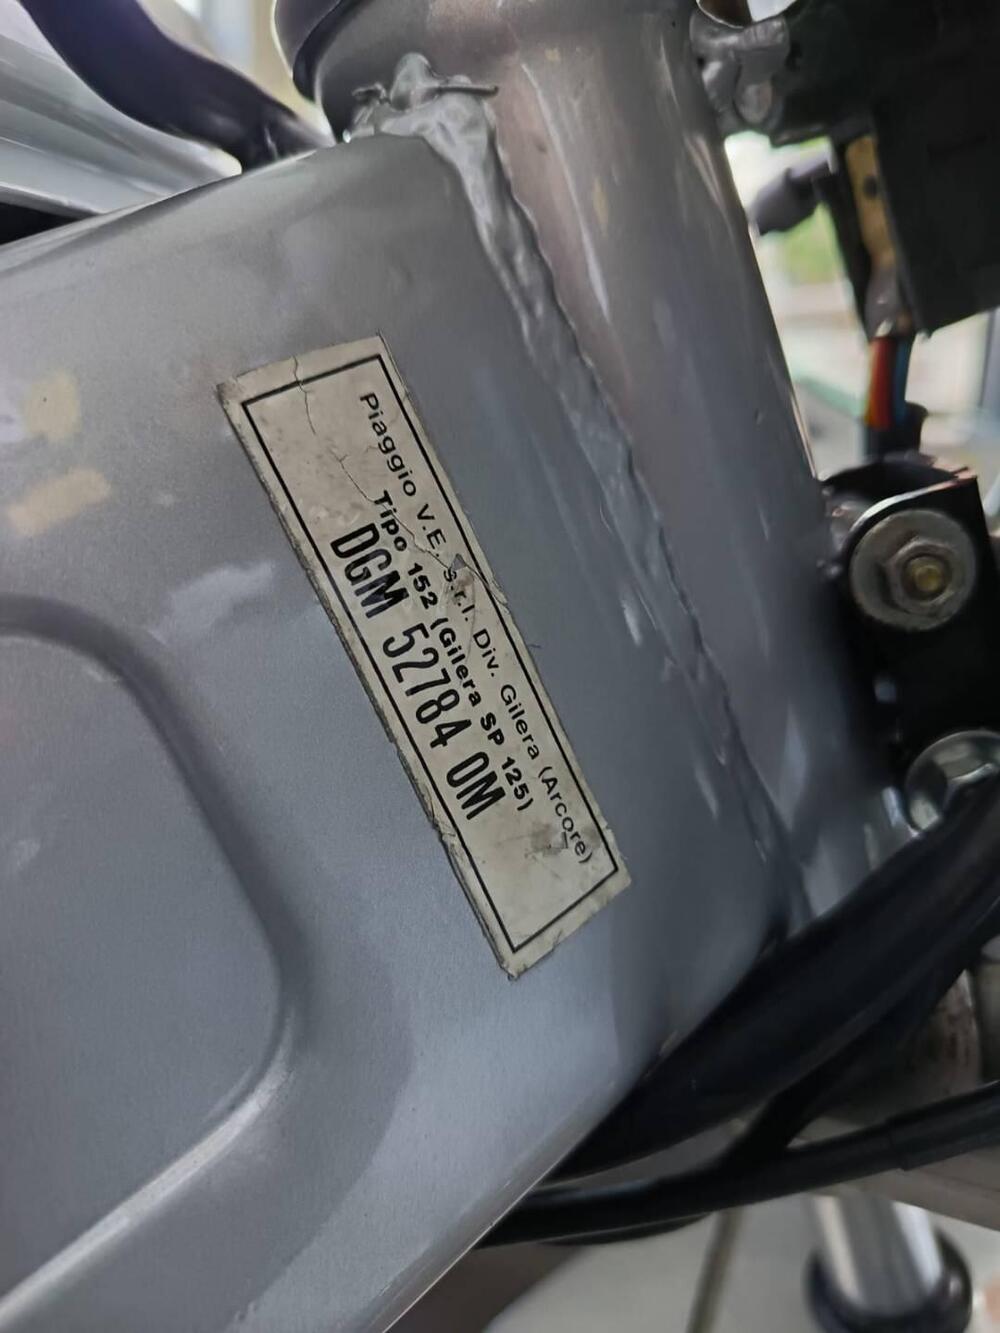 Piaggio V.E. s.r.l. Div. Gilera (Arcore)
Tipo 152 (Gilera SP 125)
DGM 52784 OM